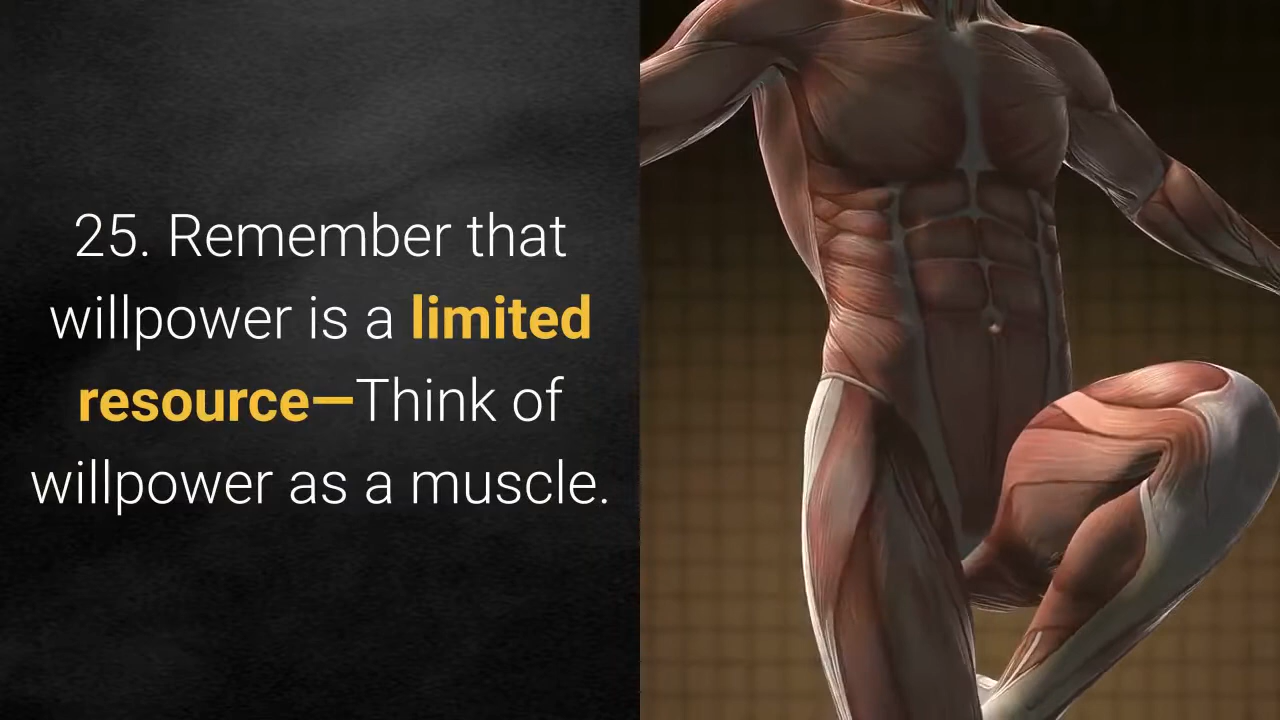 25. Remember that
willpower is a limited
resource—Think of
willpower as a muscle.